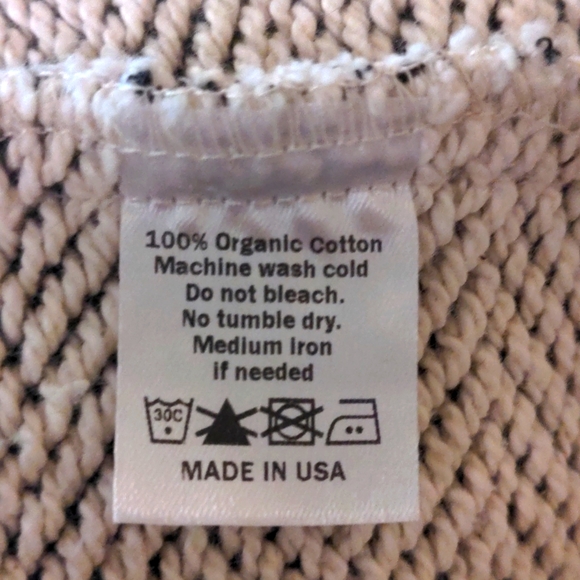 100% Organic Cotton
Machine wash cold
Do not bleach.
No tumble dry.
Medium iron
if needed
30C
MADE IN USA